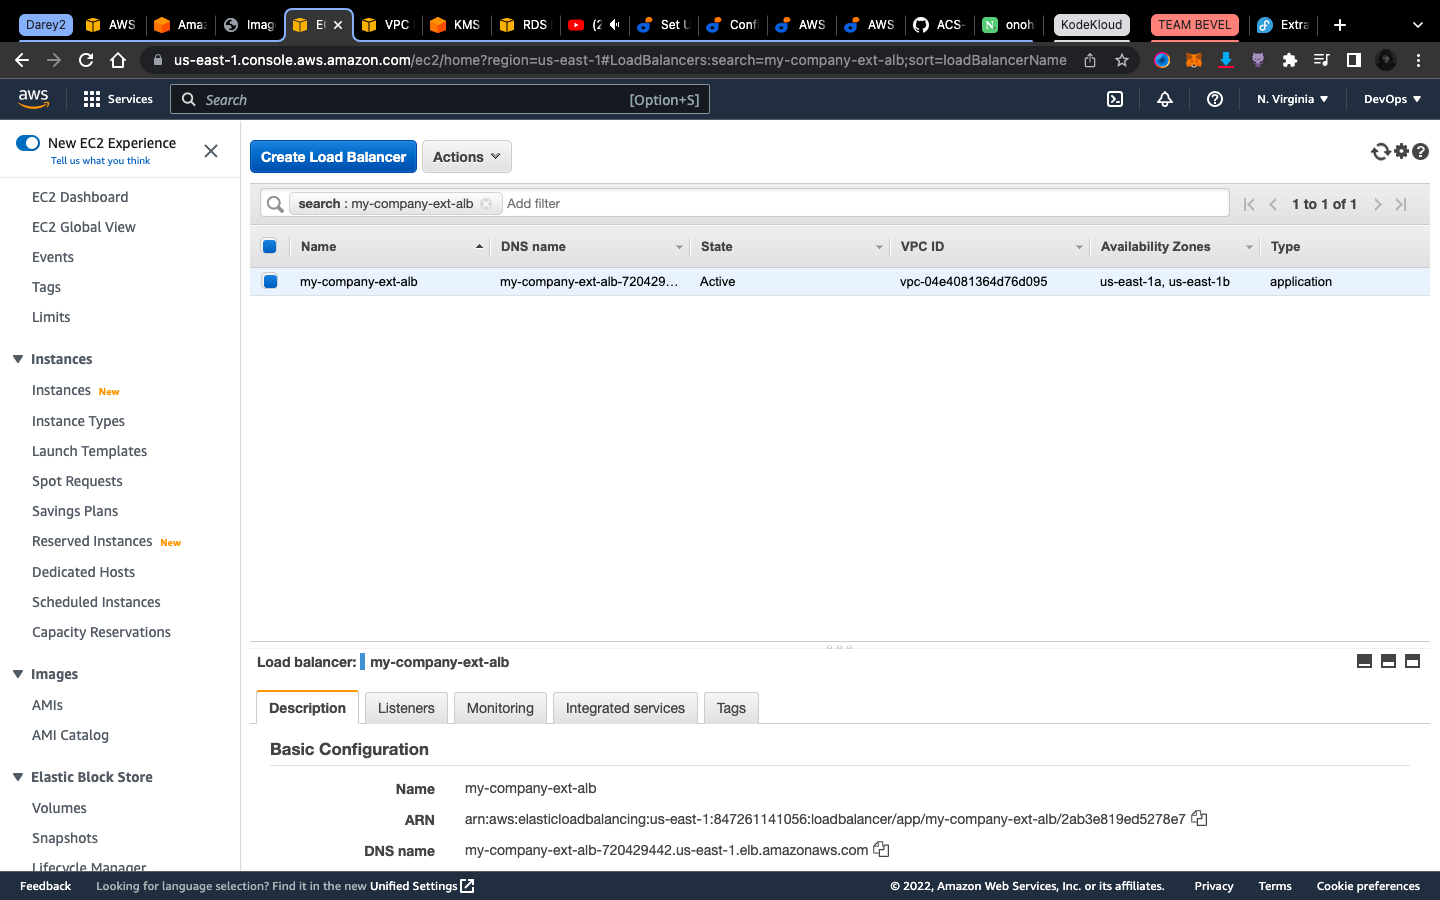 Darey2 AWS Ama Imag EC VPC KMS RDS (2 Set U Confi AWS AWS ACS- onoh KodeKloud TEAM BEVEL Extra
us-east-1.console.aws.amazon.com/ec2/home?region=us-east-1#LoadBalancers:search=my-company-ext-alb;sort=loadBalancerName
aws Services Search [Option+S] N. Virginia DevOps
New EC2 Experience
Tell us what you think
EC2 Dashboard
EC2 Global View
Events
Tags
Limits
Instances
Instances New
Instance Types
Launch Templates
Spot Requests
Savings Plans
Reserved Instances New
Dedicated Hosts
Scheduled Instances
Capacity Reservations
Images
AMIs
AMI Catalog
Elastic Block Store
Volumes
Snapshots
Lifecycle Manager
Create Load Balancer Actions
search : my-company-ext-alb Add filter 1 to 1 of 1
Name DNS name State VPC ID Availability Zones Type
my-company-ext-alb my-company-ext-alb-720429... Active vpc-04e4081364d76d095 us-east-1a, us-east-1b application
Load balancer: my-company-ext-alb
Description Listeners Monitoring Integrated services Tags
Basic Configuration
Name my-company-ext-alb
ARN arn:aws:elasticloadbalancing:us-east-1:847261141056:loadbalancer/app/my-company-ext-alb/2ab3e819ed5278e7
DNS name my-company-ext-alb-720429442.us-east-1.elb.amazonaws.com
Feedback Looking for language selection? Find it in the new Unified Settings © 2022, Amazon Web Services, Inc. or its affiliates. Privacy Terms Cookie preferences